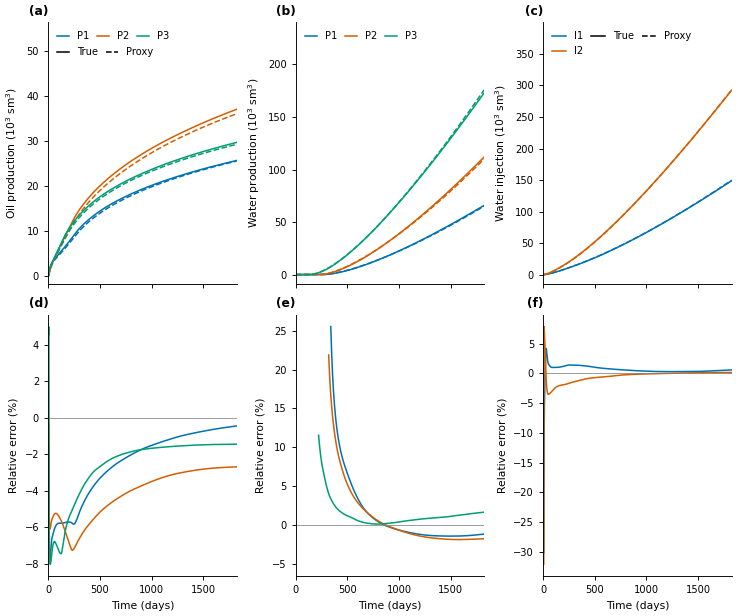 (a)
P1 P2 P3
True Proxy
Oil production (10³ sm³)
50
40
30
20
10
0
(b)
P1 P2 P3
Water production (10³ sm³)
200
150
100
50
0
(c)
I1 True Proxy
I2
Water injection (10³ sm³)
350
300
250
200
150
100
50
0
(d)
Relative error (%)
4
2
0
−2
−4
−6
−8
0 500 1000 1500
Time (days)
(e)
Relative error (%)
25
20
15
10
5
0
−5
0 500 1000 1500
Time (days)
(f)
Relative error (%)
5
0
−5
−10
−15
−20
−25
−30
0 500 1000 1500
Time (days)